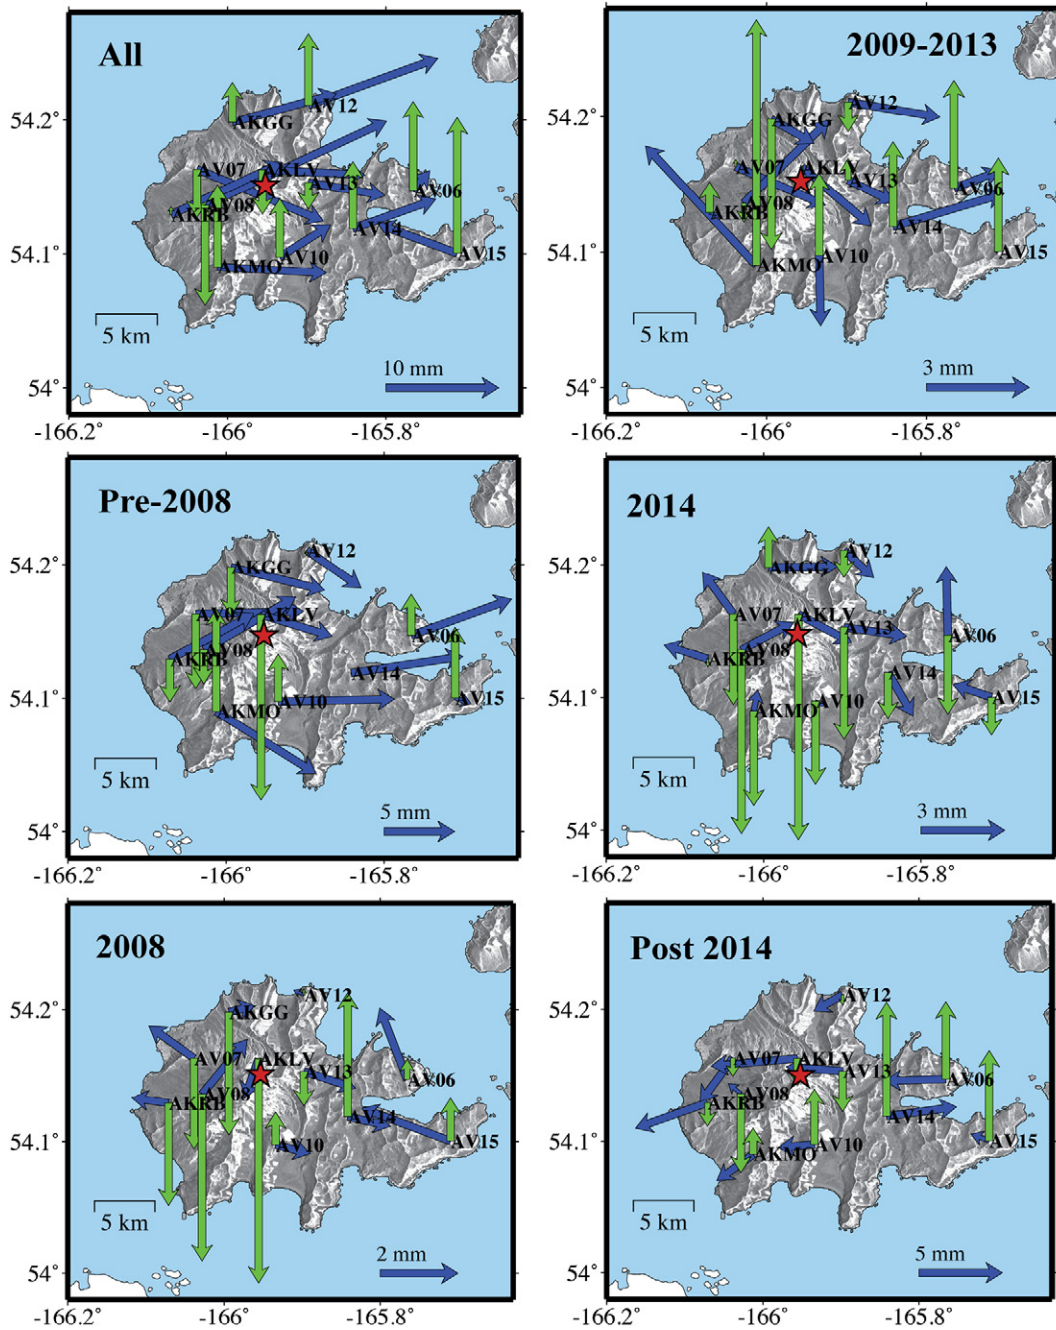 All
AV12
AKGG
AV07
AKLV
AV13
AV06
AV08
AKRB
AV14
AV15
AV10
AKMO
5 km
10 mm
54.2°
54.1°
54°
-166.2
-166
-165.8
2009-2013
AV12
AKGG
AV07
AKLV
AV13
AV06
AV08
AKRB
AV14
AV15
AV10
AKMO
5 km
3 mm
54.2°
54.1°
54°
-166.2
-166
-165.8
Pre-2008
AV12
AKGG
AV07
AKLV
AV06
AV08
AKRB
AV14
AV15
AV10
AKMO
5 km
5 mm
54.2°
54.1°
54°
-166.2
-166
-165.8
2014
AV12
AKGG
AV07
AKLV
AV13
AV06
AV08
AKRB
AV14
AV15
AV10
AKMO
5 km
3 mm
54.2°
54.1°
54°
-166.2
-166
-165.8
2008
AV12
AKGG
AV07
AKLV
AV13
AV06
AV08
AKRB
AV14
AV15
AV10
5 km
2 mm
54.2°
54.1°
54°
-166.2
-166
-165.8
Post 2014
AV12
AV07
AKLV
AV13
AV06
AV08
AKRB
AV14
AV15
AV10
AKMO
5 km
5 mm
54.2°
54.1°
54°
-166.2
-166
-165.8